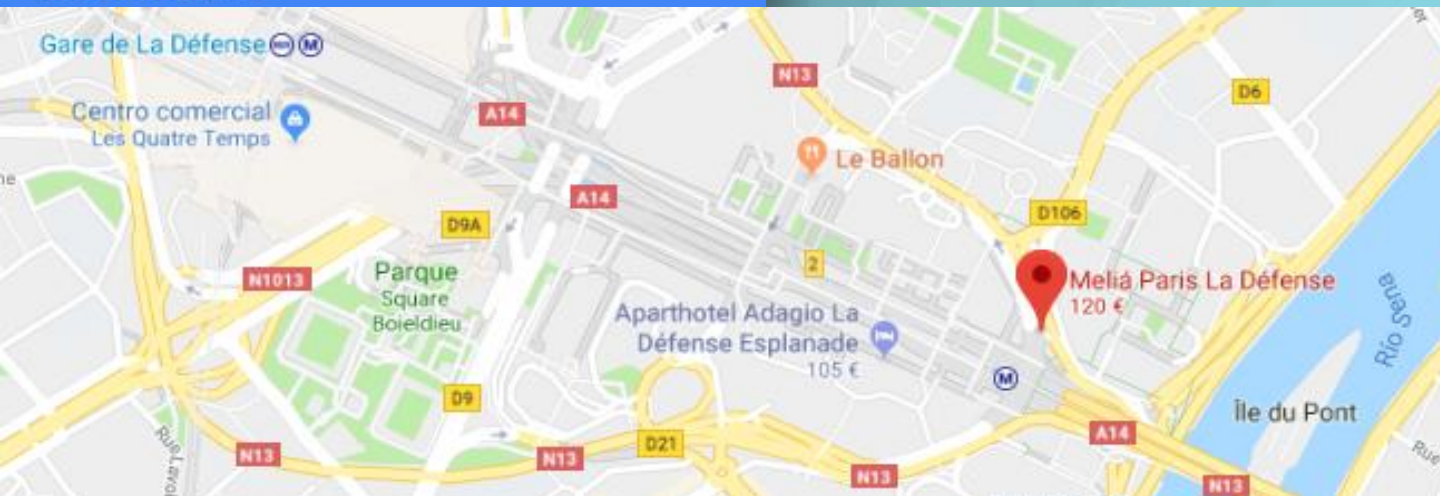 Gare de La Défense
RER
M
N13
D6
A14
Centro comercial
Les Quatre Temps
Le Ballon
A14
D106
D9A
2
N1013
Parque
Square
Boieldieu
Meliá Paris La Défense
120 €
Río Sena
Aparthotel Adagio La
Défense Esplanade
105 €
M
D9
Île du Pont
A14
D21
N13
N13
N13
N13
Rue